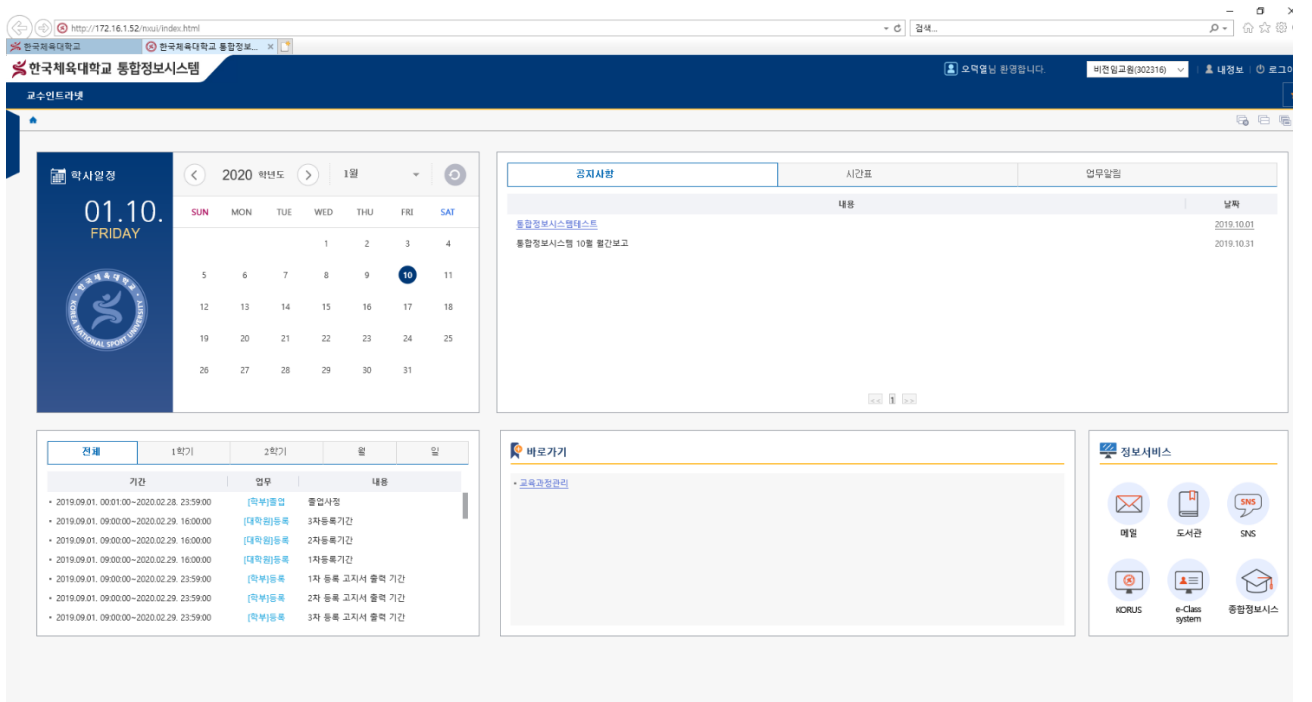 http://172.16.1.52/nxui/index.html
검색...
한국체육대학교
한국체육대학교 통합정보...
한국체육대학교 통합정보시스템
오덕열님 환영합니다.
비전임교원(302316)
내정보
로그아
교수인트라넷
학사일정
01.10.
FRIDAY
한국체육대학교
KOREA NATIONAL SPORT UNIVERSITY
2020 학년도 1월
SUN MON TUE WED THU FRI SAT
1 2 3 4
5 6 7 8 9 10 11
12 13 14 15 16 17 18
19 20 21 22 23 24 25
26 27 28 29 30 31
공지사항 시간표 업무알림
내용 날짜
통합정보시스템테스트 2019.10.01
통합정보시스템 10월 월간보고 2019.10.31
<< 1 >>
전체 1학기 2학기 월 일
기간 업무 내용
• 2019.09.01. 00:01:00~2020.02.28. 23:59:00 [학부]졸업 졸업사정
• 2019.09.01. 09:00:00~2020.02.29. 16:00:00 [대학원]등록 3차등록기간
• 2019.09.01. 09:00:00~2020.02.29. 16:00:00 [대학원]등록 2차등록기간
• 2019.09.01. 09:00:00~2020.02.29. 16:00:00 [대학원]등록 1차등록기간
• 2019.09.01. 09:00:00~2020.02.29. 23:59:00 [학부]등록 1차 등록 고지서 출력 기간
• 2019.09.01. 09:00:00~2020.02.29. 23:59:00 [학부]등록 2차 등록 고지서 출력 기간
• 2019.09.01. 09:00:00~2020.02.29. 23:59:00 [학부]등록 3차 등록 고지서 출력 기간
바로가기
• 교육과정관리
정보서비스
SNS
메일 도서관 SNS
KORUS e-Class 종합정보시스
system